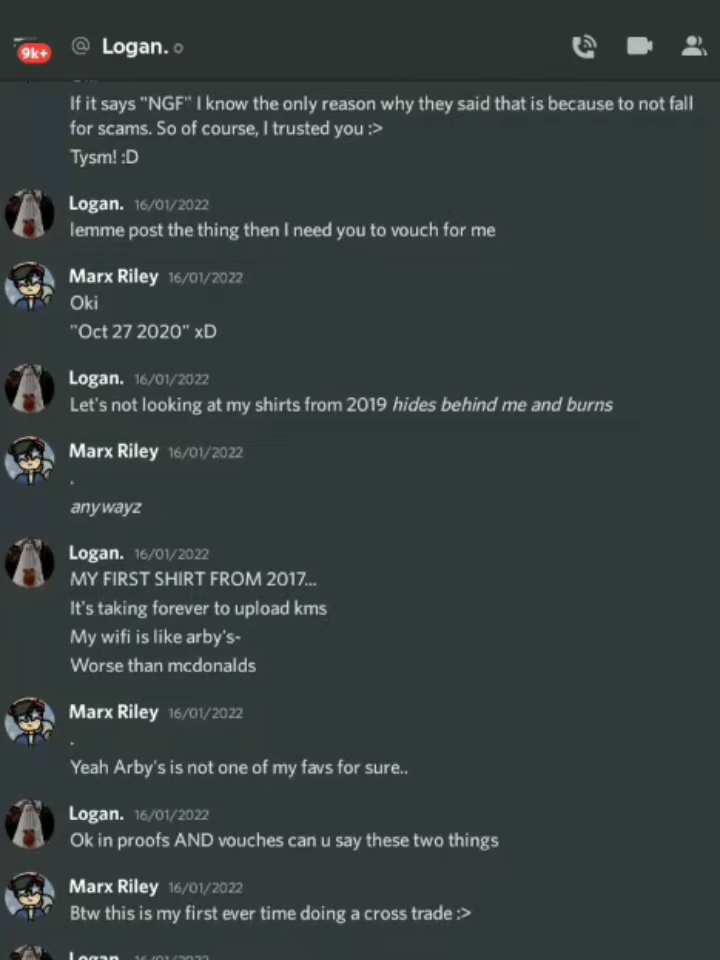 9k+ @ Logan.
If it says "NGF" I know the only reason why they said that is because to not fall
for scams. So of course, I trusted you :>
Tysm! :D
Logan. 16/01/2022
lemme post the thing then I need you to vouch for me
Marx Riley 16/01/2022
Oki
"Oct 27 2020" xD
Logan. 16/01/2022
Let's not looking at my shirts from 2019 hides behind me and burns
Marx Riley 16/01/2022
.
anywayz
Logan. 16/01/2022
MY FIRST SHIRT FROM 2017...
It's taking forever to upload kms
My wifi is like arby's-
Worse than mcdonalds
Marx Riley 16/01/2022
.
Yeah Arby's is not one of my favs for sure..
Logan. 16/01/2022
Ok in proofs AND vouches can u say these two things
Marx Riley 16/01/2022
Btw this is my first ever time doing a cross trade :>
Logan. 16/01/2022